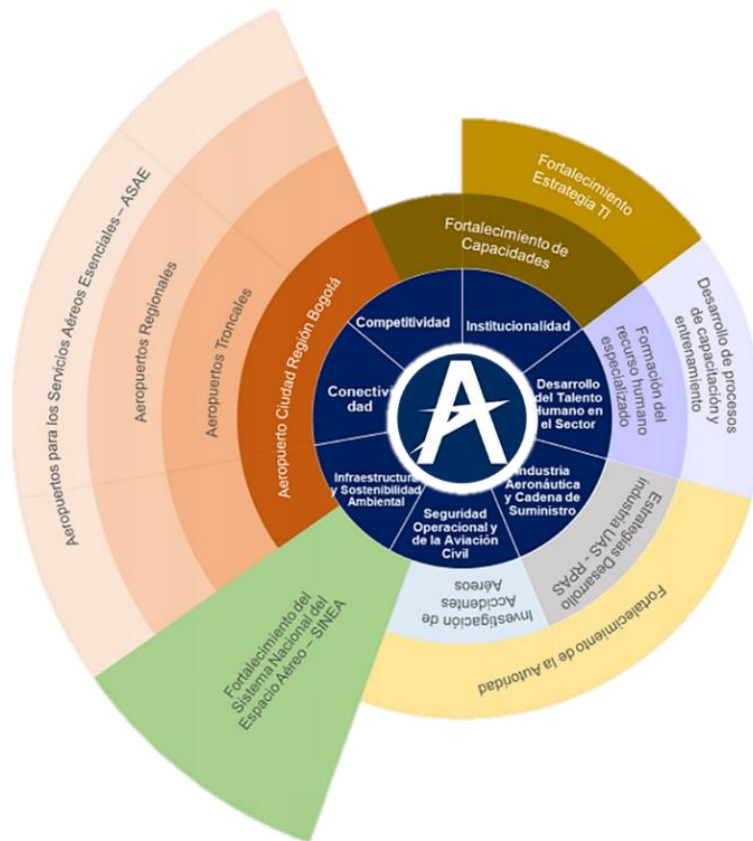 Fortalecimiento
Estrategia TI
Fortalecimiento de
Capacidades
Desarrollo de procesos
de capacitación y
entrenamiento
Formación del
recurso humano
especializado
Estrategias Desarrollo
industria UAS - RPAS
Fortalecimiento de la Autoridad
Investigación de
Accidentes
Aéreos
Fortalecimiento del
Sistema Nacional del
Espacio Aéreo – SINEA
Aeropuertos para los Servicios Aéreos Esenciales – ASAE
Aeropuertos Regionales
Aeropuertos Troncales
Aeropuerto Ciudad Región Bogotá
Competitividad
Institucionalidad
Desarrollo
del Talento
Humano en
el Sector
Industria
Aeronáutica
y Cadena de
Suministro
Seguridad
Operacional y
de la Aviación
Civil
Infraestructura
y Sostenibilidad
Ambiental
Conectivi
dad